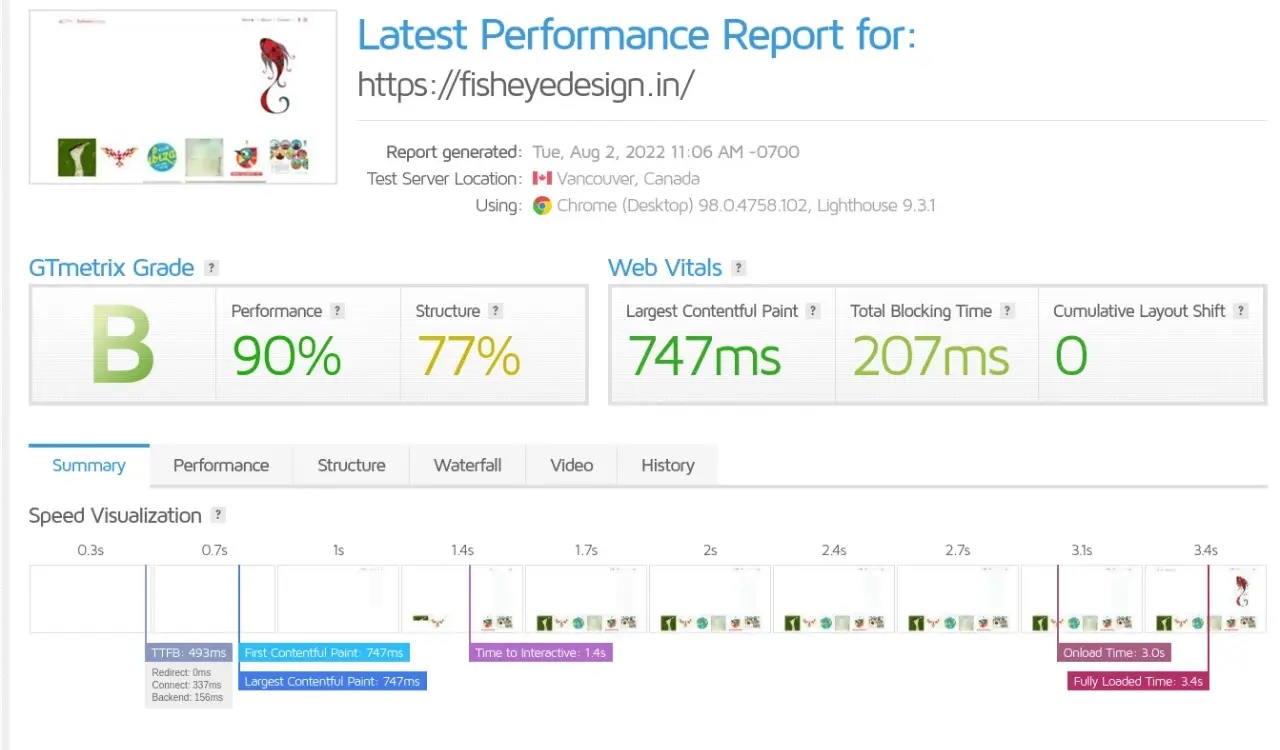 Latest Performance Report for:
https://fisheyedesign.in/
Report generated: Tue, Aug 2, 2022 11:06 AM -0700
Test Server Location: Vancouver, Canada
Using: Chrome (Desktop) 98.0.4758.102, Lighthouse 9.3.1
ibiza
GTmetrix Grade ?
B
Performance ?
90%
Structure ?
77%
Web Vitals ?
Largest Contentful Paint ?
747ms
Total Blocking Time ?
207ms
Cumulative Layout Shift ?
0
Summary Performance Structure Waterfall Video History
Speed Visualization ?
0.3s 0.7s 1s 1.4s 1.7s 2s 2.4s 2.7s 3.1s 3.4s
TTFB: 493ms
Redirect: 0ms
Connect: 337ms
Backend: 156ms
First Contentful Paint: 747ms
Largest Contentful Paint: 747ms
Time to Interactive: 1.4s
Onload Time: 3.0s
Fully Loaded Time: 3.4s